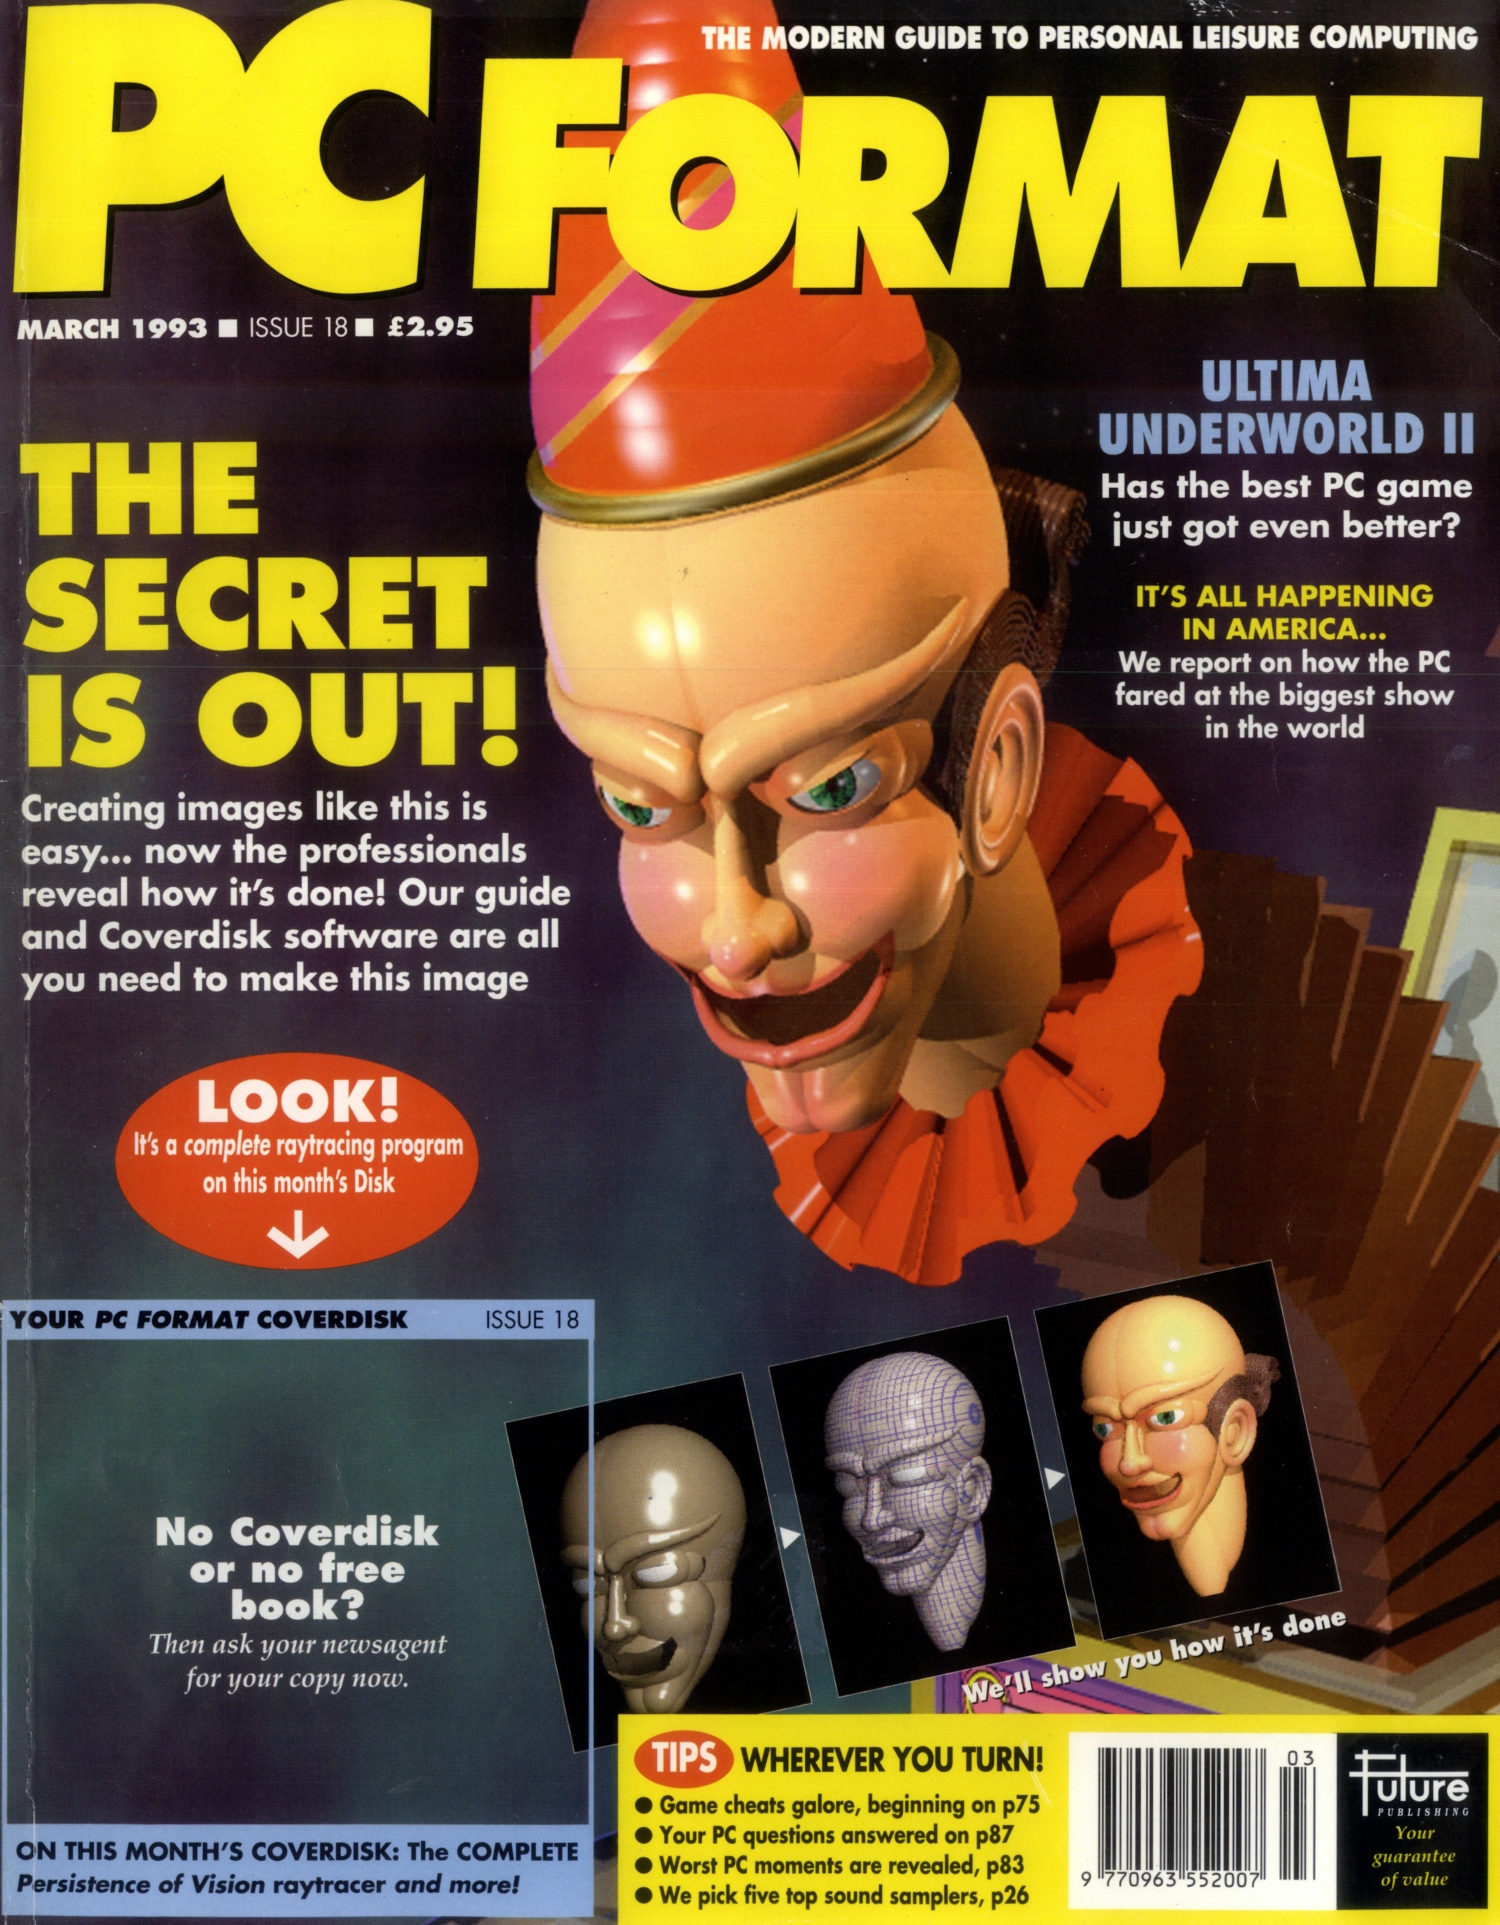 THE MODERN GUIDE TO PERSONAL LEISURE COMPUTING
PC FORMAT
MARCH 1993 ■ ISSUE 18 ■ £2.95
THE
SECRET
IS OUT!
Creating images like this is
easy... now the professionals
reveal how it's done! Our guide
and Coverdisk software are all
you need to make this image
ULTIMA
UNDERWORLD II
Has the best PC game
just got even better?
IT'S ALL HAPPENING
IN AMERICA...
We report on how the PC
fared at the biggest show
in the world
LOOK!
It's a complete raytracing program
on this month's Disk
YOUR PC FORMAT COVERDISK ISSUE 18
No Coverdisk
or no free
book?
Then ask your newsagent
for your copy now.
ON THIS MONTH'S COVERDISK: The COMPLETE
Persistence of Vision raytracer and more!
We'll show you how it's done
TIPS WHEREVER YOU TURN!
● Game cheats galore, beginning on p75
● Your PC questions answered on p87
● Worst PC moments are revealed, p83
● We pick five top sound samplers, p26
03
9 770963 552007
Future
PUBLISHING
Your
guarantee
of value